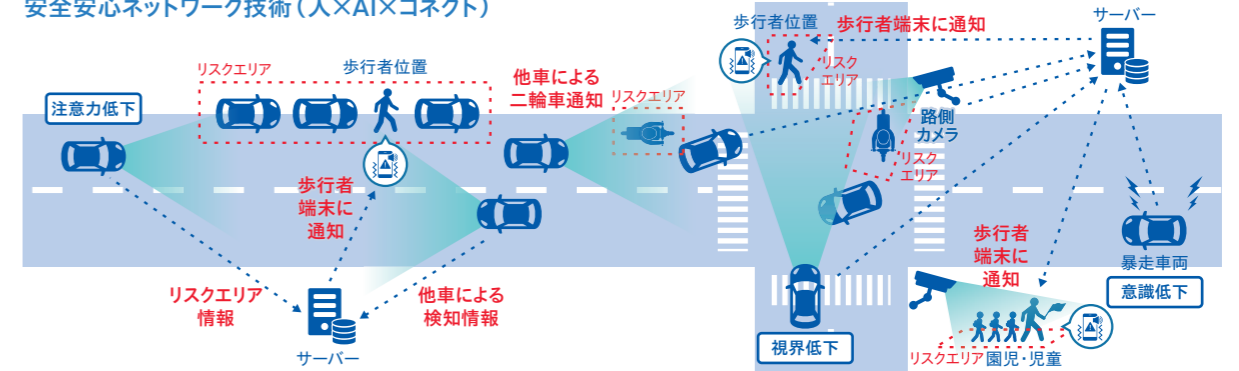 安全安心ネットワーク技術（人×AI×コネクト）
リスクエリア
歩行者位置
注意力低下
歩行者
端末に
通知
リスクエリア
情報
サーバー
他車による
検知情報
他車による
二輪車通知
リスクエリア
歩行者位置
歩行者端末に通知
リスク
エリア
サーバー
路側
カメラ
リスク
エリア
視界低下
歩行者
端末に
通知
暴走車両
意識低下
リスクエリア
園児・児童